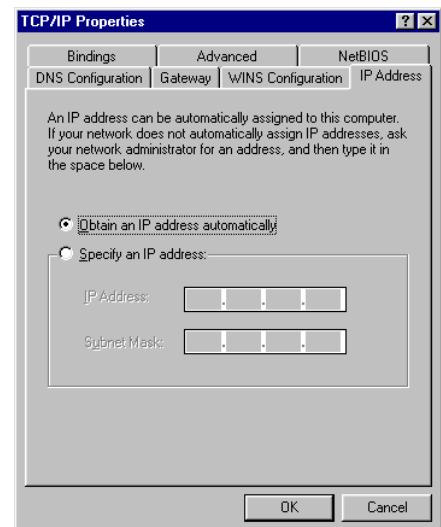 TCP/IP Properties
? ×
Bindings Advanced NetBIOS
DNS Configuration Gateway WINS Configuration IP Address
An IP address can be automatically assigned to this computer.
If your network does not automatically assign IP addresses, ask
your network administrator for an address, and then type it in
the space below.
Obtain an IP address automatically
Specify an IP address:
IP Address: . . .
Subnet Mask: . . .
OK Cancel